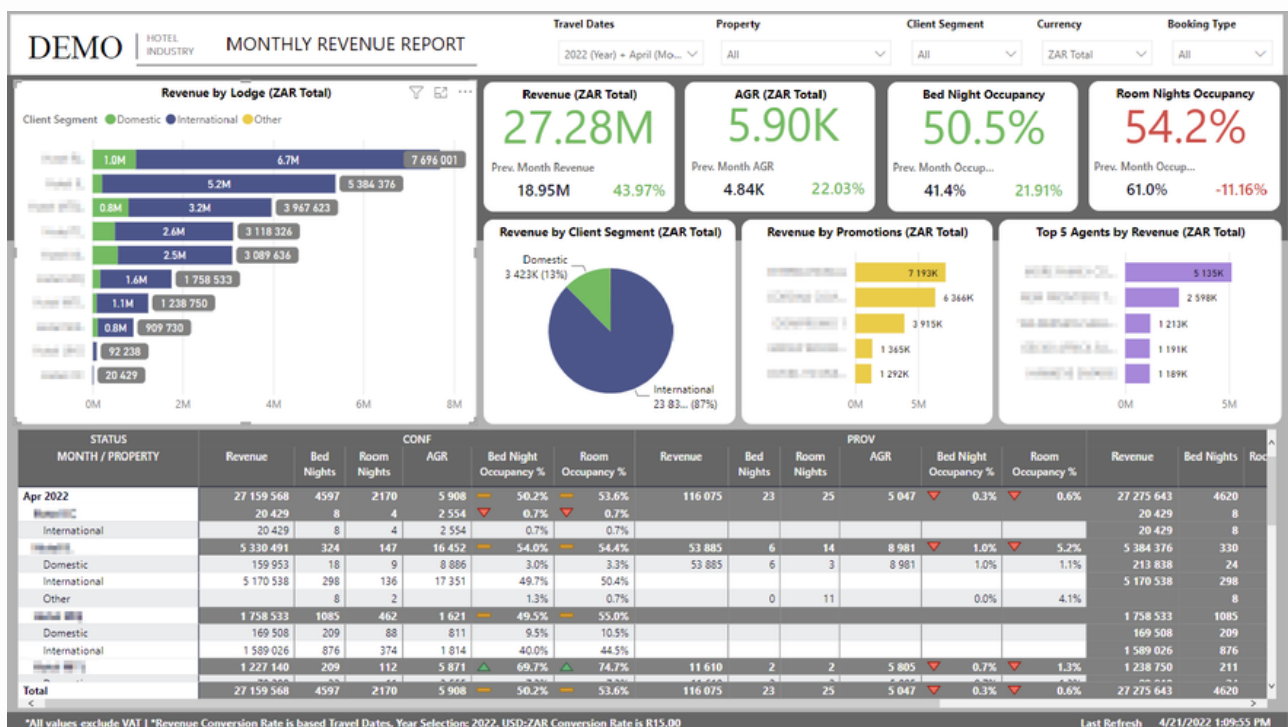 DEMO
HOTEL
INDUSTRY
MONTHLY REVENUE REPORT
Travel Dates
2022 (Year) + April (Mo...
Property
All
Client Segment
All
Currency
ZAR Total
Booking Type
All
Revenue by Lodge (ZAR Total)
Client Segment Domestic International Other
1.0M 6.7M 7 696 001
5.2M 5 384 376
0.8M 3.2M 3 967 623
2.6M 3 118 326
2.5M 3 089 636
1.6M 1 758 533
1.1M 1 238 750
0.8M 909 730
92 238
20 429
0M 2M 4M 6M 8M
Revenue (ZAR Total)
27.28M
Prev. Month Revenue
18.95M 43.97%
AGR (ZAR Total)
5.90K
Prev. Month AGR
4.84K 22.03%
Bed Night Occupancy
50.5%
Prev. Month Occup...
41.4% 21.91%
Room Nights Occupancy
54.2%
Prev. Month Occup...
61.0% -11.16%
Revenue by Client Segment (ZAR Total)
Domestic
3 423K (13%)
International
23 83... (87%)
Revenue by Promotions (ZAR Total)
7 193K
6 366K
3 915K
1 365K
1 292K
0M 5M
Top 5 Agents by Revenue (ZAR Total)
5 135K
2 598K
1 213K
1 191K
1 189K
0M 5M
STATUS CONF PROV
MONTH / PROPERTY Revenue Bed Nights Room Nights AGR Bed Night Occupancy % Room Occupancy % Revenue Bed Nights Room Nights AGR Bed Night Occupancy % Room Occupancy % Revenue Bed Nights Roo
Apr 2022 27 159 568 4597 2170 5 908 50.2% 53.6% 116 075 23 25 5 047 0.3% 0.6% 27 275 643 4620
20 429 8 4 2 554 0.7% 0.7% 20 429 8
International 20 429 8 4 2 554 0.7% 0.7% 20 429 8
5 330 491 324 147 16 452 54.0% 54.4% 53 885 6 14 8 981 1.0% 5.2% 5 384 376 330
Domestic 159 953 18 9 8 886 3.0% 3.3% 53 885 6 3 8 981 1.0% 1.1% 213 838 24
International 5 170 538 298 136 17 351 49.7% 50.4% 5 170 538 298
Other 8 2 1.3% 0.7% 0 11 0.0% 4.1% 8
1 758 533 1085 462 1 621 49.5% 55.0% 1 758 533 1085
Domestic 169 508 209 88 811 9.5% 10.5% 169 508 209
International 1 589 026 876 374 1 814 40.0% 44.5% 1 589 026 876
1 227 140 209 112 5 871 69.7% 74.7% 11 610 2 2 5 805 0.7% 1.3% 1 238 750 211
Total 27 159 568 4597 2170 5 908 50.2% 53.6% 116 075 23 25 5 047 0.3% 0.6% 27 275 643 4620
*All values exclude VAT | *Revenue Conversion Rate is based Travel Dates. Year Selection: 2022. USD:ZAR Conversion Rate is R15.00
Last Refresh 4/21/2022 1:09:55 PM